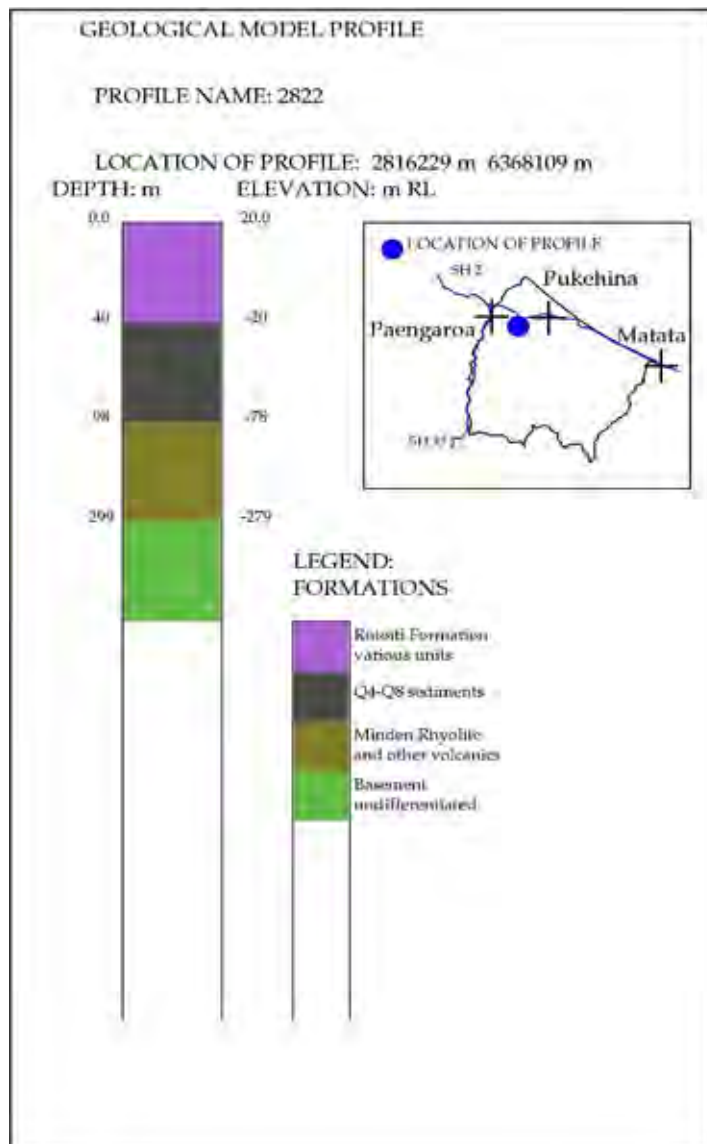 GEOLOGICAL MODEL PROFILE
PROFILE NAME: 2822
LOCATION OF PROFILE: 2816229 m 6368109 m
DEPTH: m ELEVATION: m RL
0.0 20.0
40 -20
98 -78
299 -279
LOCATION OF PROFILE
SH 2
Pukehina
Paengaroa
Matata
LEGEND:
FORMATIONS
Formation
various units
Q4-Q8 sediments
Minden Rhyolite
and other volcanics
Basement
undifferentiated